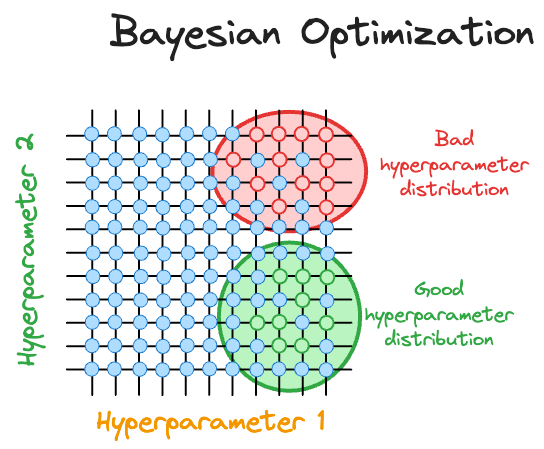 Bayesian Optimization
Hyperparameter 2
Bad
hyperparameter
distribution
Good
hyperparameter
distribution
Hyperparameter 1